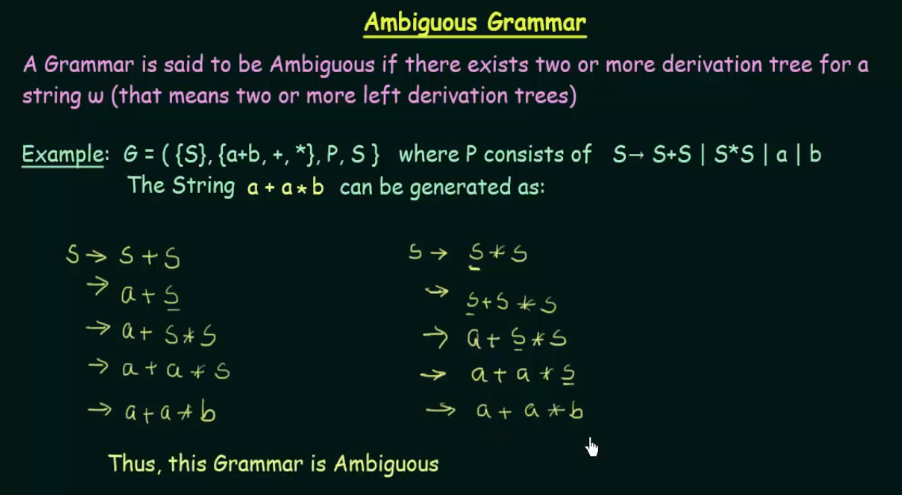 Ambiguous Grammar
A Grammar is said to be Ambiguous if there exists two or more derivation tree for a
string w (that means two or more left derivation trees)
Example: G = ( {S}, {a+b, +, *}, P, S } where P consists of S→ S+S | S*S | a | b
The String a + a * b can be generated as:
S → S + S
→ a + S
→ a + S * S
→ a + a * S
→ a + a * b
S → S * S
→ S + S * S
→ a + S * S
→ a + a * S
→ a + a * b
Thus, this Grammar is Ambiguous